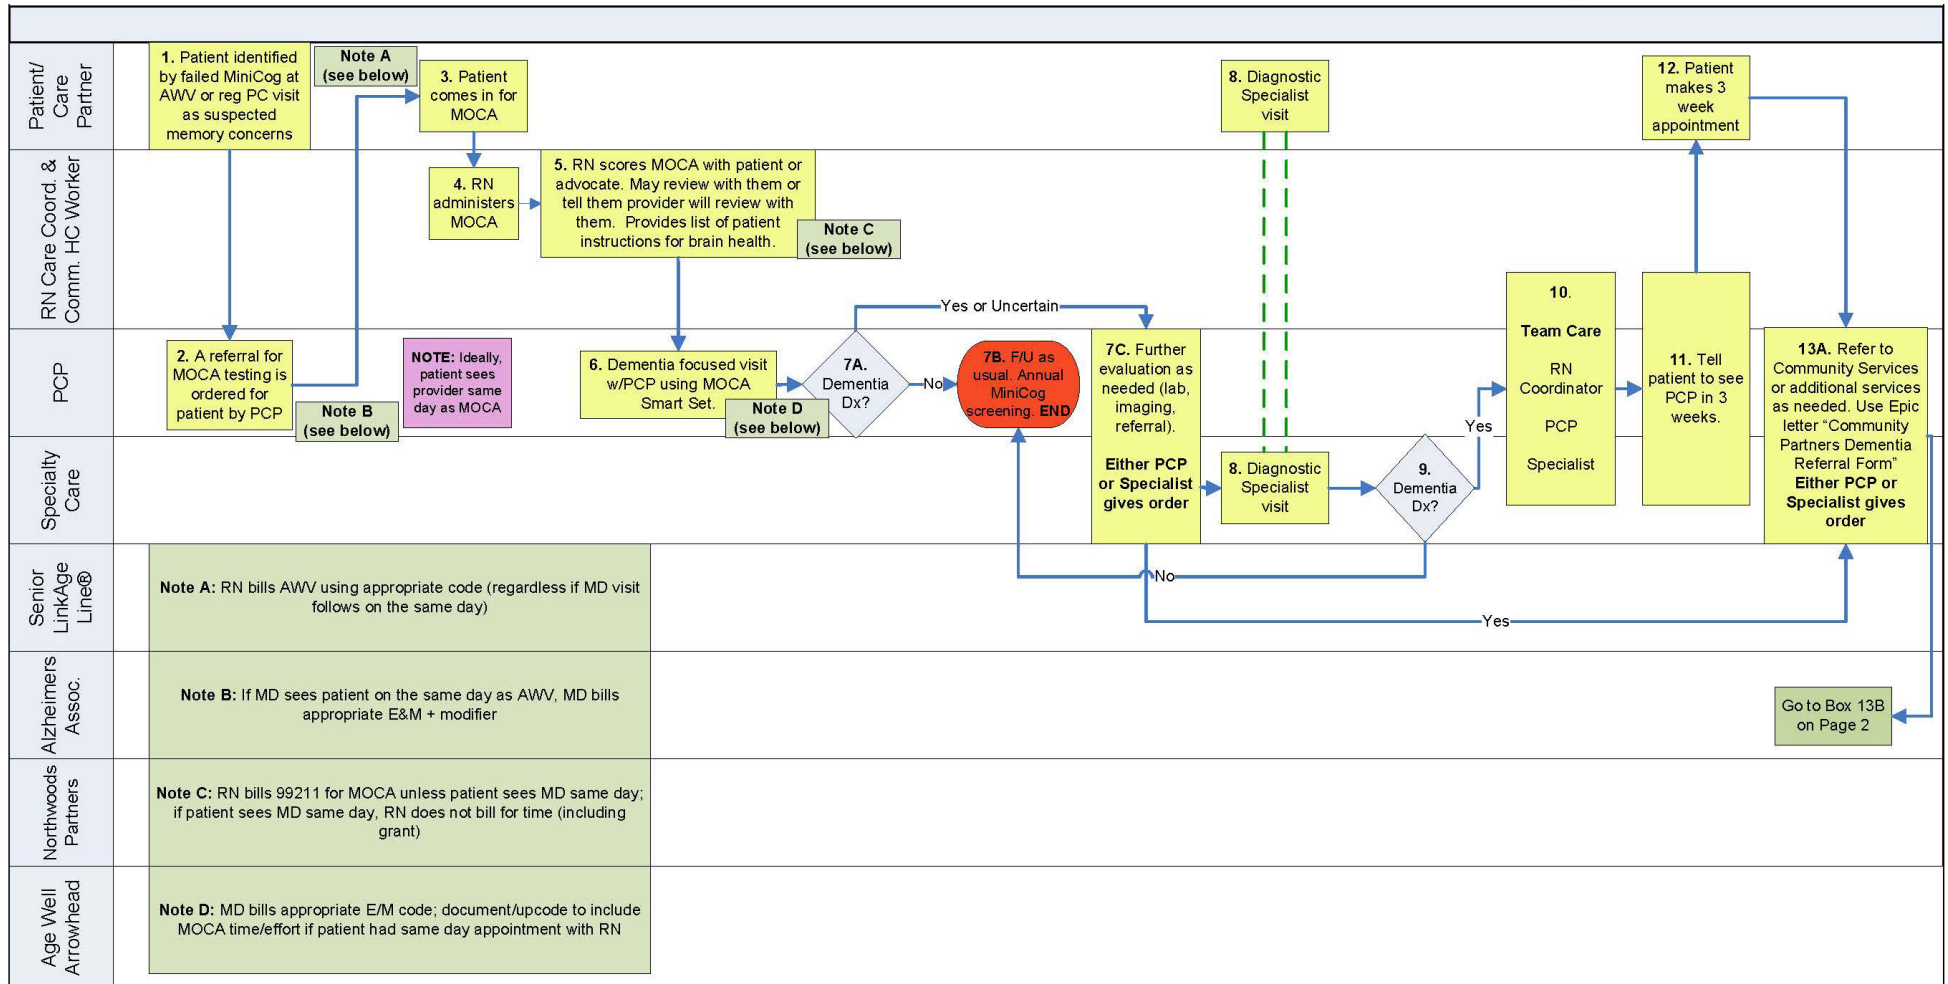 Patient/
Care
Partner
1. Patient identified
by failed MiniCog at
AWV or reg PC visit
as suspected
memory concerns
Note A
(see below)
3. Patient
comes in for
MOCA
8. Diagnostic
Specialist
visit
12. Patient
makes 3
week
appointment
RN Care Coord. &
Comm. HC Worker
4. RN
administers
MOCA
5. RN scores MOCA with patient or
advocate. May review with them or
tell them provider will review with
them. Provides list of patient
instructions for brain health.
Note C
(see below)
Yes or Uncertain
10.
Team Care
RN
Coordinator
PCP
Specialist
11. Tell
patient to see
PCP in 3
weeks.
PCP
2. A referral for
MOCA testing is
ordered for
patient by PCP
Note B
(see below)
NOTE: Ideally,
patient sees
provider same
day as MOCA
6. Dementia focused visit
w/PCP using MOCA
Smart Set.
Note D
(see below)
7A.
Dementia
Dx?
No
7B. F/U as
usual. Annual
MiniCog
screening. END
7C. Further
evaluation as
needed (lab,
imaging,
referral).
Either PCP
or Specialist
gives order
13A. Refer to
Community Services
or additional services
as needed. Use Epic
letter “Community
Partners Dementia
Referral Form”
Either PCP or
Specialist gives
order
Specialty
Care
8. Diagnostic
Specialist
visit
9.
Dementia
Dx?
Yes
No
Yes
Senior
LinkAge
Line®
Note A: RN bills AWV using appropriate code (regardless if MD visit
follows on the same day)
Alzheimers
Assoc.
Note B: If MD sees patient on the same day as AWV, MD bills
appropriate E&M + modifier
Go to Box 13B
on Page 2
Northwoods
Partners
Note C: RN bills 99211 for MOCA unless patient sees MD same day;
if patient sees MD same day, RN does not bill for time (including
grant)
Age Well
Arrowhead
Note D: MD bills appropriate E/M code; document/upcode to include
MOCA time/effort if patient had same day appointment with RN